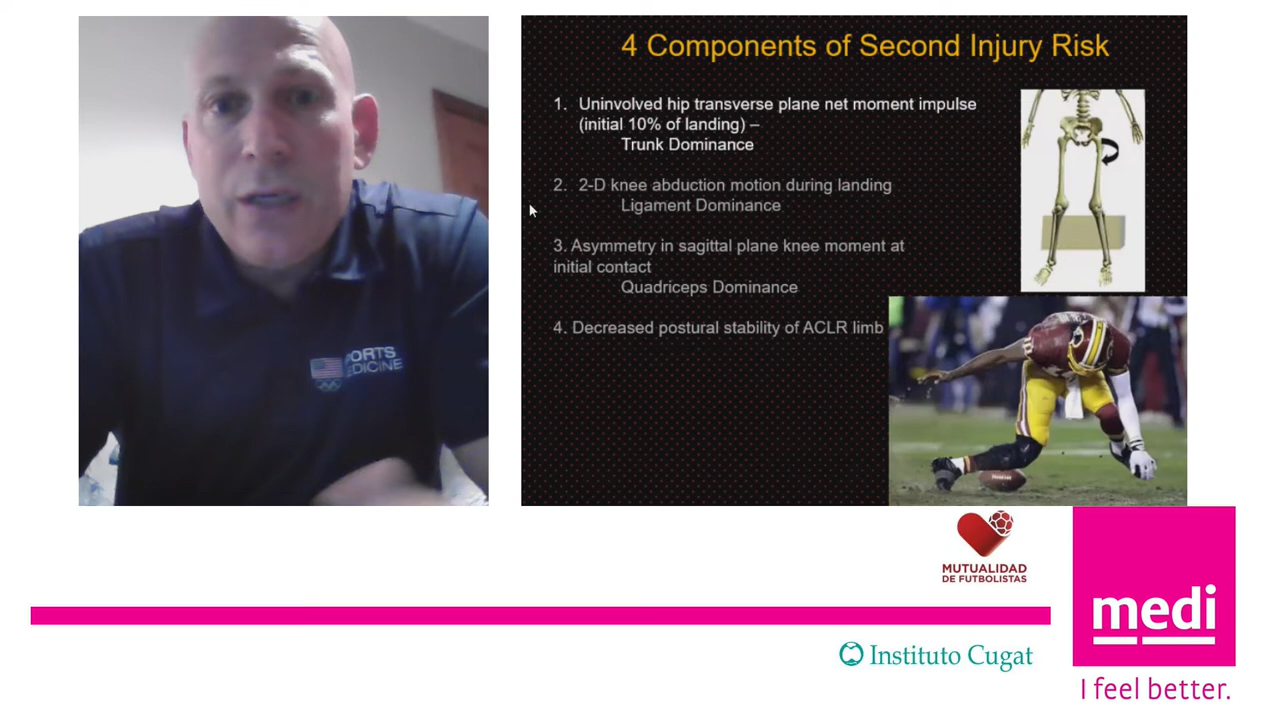 4 Components of Second Injury Risk
1. Uninvolved hip transverse plane net moment impulse
(initial 10% of landing) –
Trunk Dominance
2. 2-D knee abduction motion during landing
Ligament Dominance
3. Asymmetry in sagittal plane knee moment at
initial contact
Quadriceps Dominance
4. Decreased postural stability of ACLR limb
PORTS
EDICINE
MUTUALIDAD
DE FUTBOLISTAS
medi
Instituto Cugat
I feel better.